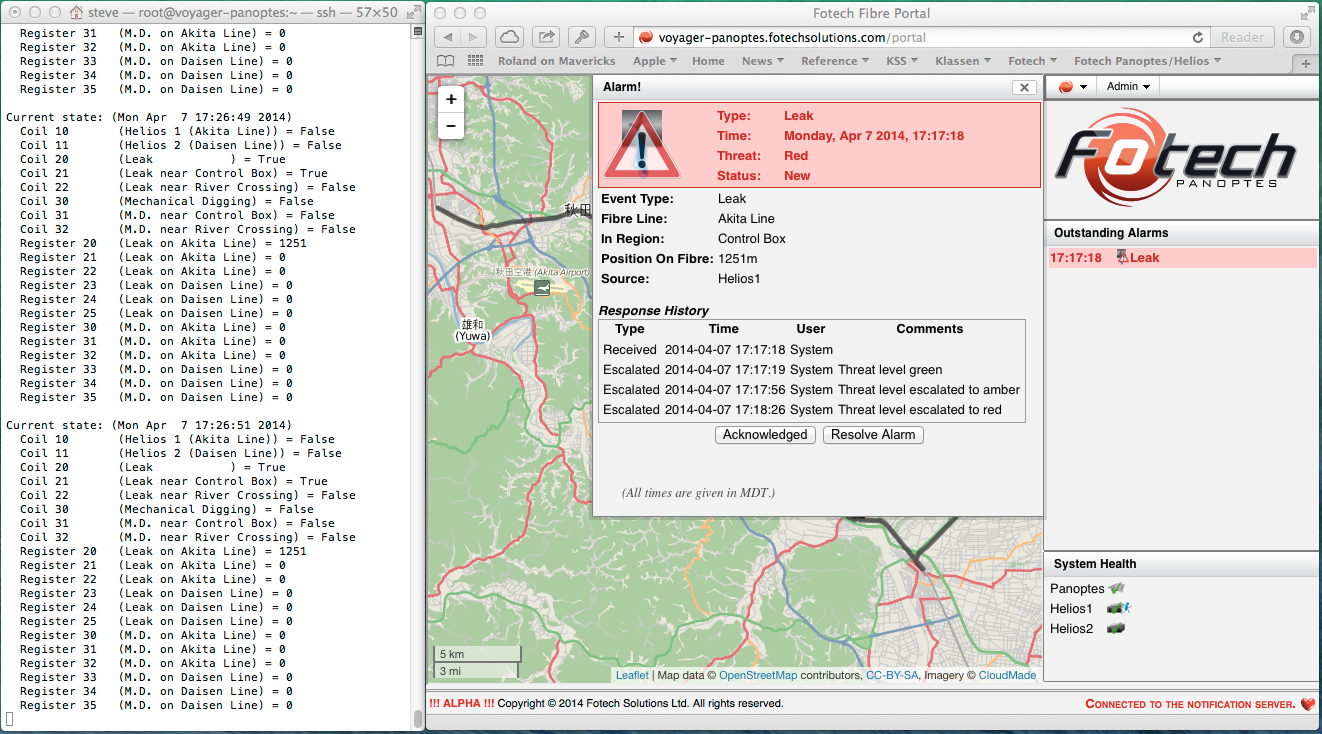 steve — root@voyager-panoptes:~ — ssh — 57×50
Register 31 (M.D. on Akita Line) = 0
Register 32 (M.D. on Akita Line) = 0
Register 33 (M.D. on Daisen Line) = 0
Register 34 (M.D. on Daisen Line) = 0
Register 35 (M.D. on Daisen Line) = 0
Current state: (Mon Apr  7 17:26:49 2014)
Coil 10 (Helios 1 (Akita Line)) = False
Coil 11 (Helios 2 (Daisen Line)) = False
Coil 20 (Leak           ) = True
Coil 21 (Leak near Control Box) = True
Coil 22 (Leak near River Crossing) = False
Coil 30 (Mechanical Digging) = False
Coil 31 (M.D. near Control Box) = False
Coil 32 (M.D. near River Crossing) = False
Register 20 (Leak on Akita Line) = 1251
Register 21 (Leak on Akita Line) = 0
Register 22 (Leak on Akita Line) = 0
Register 23 (Leak on Daisen Line) = 0
Register 24 (Leak on Daisen Line) = 0
Register 25 (Leak on Daisen Line) = 0
Register 30 (M.D. on Akita Line) = 0
Register 31 (M.D. on Akita Line) = 0
Register 32 (M.D. on Akita Line) = 0
Register 33 (M.D. on Daisen Line) = 0
Register 34 (M.D. on Daisen Line) = 0
Register 35 (M.D. on Daisen Line) = 0
Current state: (Mon Apr  7 17:26:51 2014)
Coil 10 (Helios 1 (Akita Line)) = False
Coil 11 (Helios 2 (Daisen Line)) = False
Coil 20 (Leak           ) = True
Coil 21 (Leak near Control Box) = True
Coil 22 (Leak near River Crossing) = False
Coil 30 (Mechanical Digging) = False
Coil 31 (M.D. near Control Box) = False
Coil 32 (M.D. near River Crossing) = False
Register 20 (Leak on Akita Line) = 1251
Register 21 (Leak on Akita Line) = 0
Register 22 (Leak on Akita Line) = 0
Register 23 (Leak on Daisen Line) = 0
Register 24 (Leak on Daisen Line) = 0
Register 25 (Leak on Daisen Line) = 0
Register 30 (M.D. on Akita Line) = 0
Register 31 (M.D. on Akita Line) = 0
Register 32 (M.D. on Akita Line) = 0
Register 33 (M.D. on Daisen Line) = 0
Register 34 (M.D. on Daisen Line) = 0
Register 35 (M.D. on Daisen Line) = 0
Fotech Fibre Portal
voyager-panoptes.fotechsolutions.com/portal
Reader
Roland on Mavericks Apple Home News Reference KSS Klassen Fotech Fotech Panoptes/Helios
+
−
秋田
秋田空港 (Akita Airport)
雄和
(Yuwa)
5 km
3 mi
Leaflet | Map data © OpenStreetMap contributors, CC-BY-SA, Imagery © CloudMade
Alarm!
Type: Leak
Time: Monday, Apr 7 2014, 17:17:18
Threat: Red
Status: New
Event Type: Leak
Fibre Line: Akita Line
In Region: Control Box
Position On Fibre: 1251m
Source: Helios1
Response History
Type Time User Comments
Received 2014-04-07 17:17:18 System
Escalated 2014-04-07 17:17:19 System Threat level green
Escalated 2014-04-07 17:17:56 System Threat level escalated to amber
Escalated 2014-04-07 17:18:26 System Threat level escalated to red
Acknowledged Resolve Alarm
(All times are given in MDT.)
Admin
Fotech
PANOPTES
Outstanding Alarms
17:17:18 Leak
System Health
Panoptes
Helios1
Helios2
!!! ALPHA !!! Copyright © 2014 Fotech Solutions Ltd. All rights reserved.
CONNECTED TO THE NOTIFICATION SERVER.